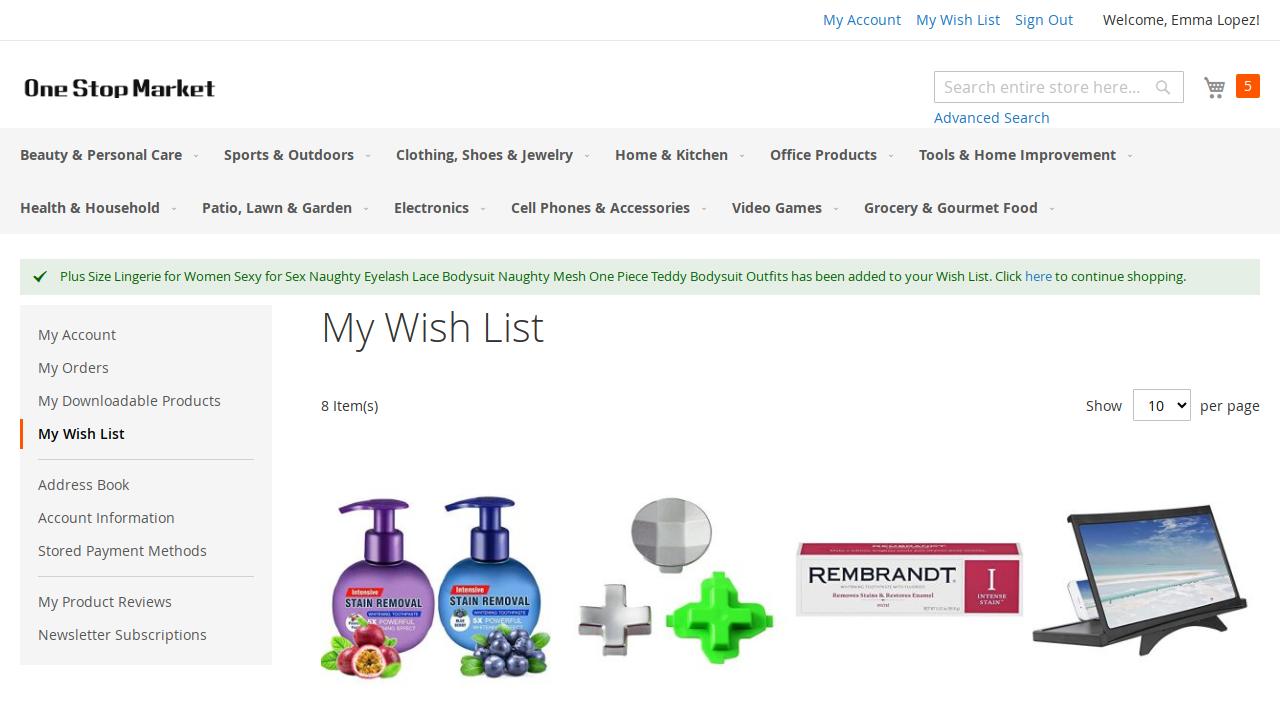 My Account My Wish List Sign Out Welcome, Emma Lopez!
One Stop Market
Search entire store here... 5
Advanced Search
Beauty & Personal Care Sports & Outdoors Clothing, Shoes & Jewelry Home & Kitchen Office Products Tools & Home Improvement
Health & Household Patio, Lawn & Garden Electronics Cell Phones & Accessories Video Games Grocery & Gourmet Food
Plus Size Lingerie for Women Sexy for Sex Naughty Eyelash Lace Bodysuit Naughty Mesh One Piece Teddy Bodysuit Outfits has been added to your Wish List. Click here to continue shopping.
My Account
My Orders
My Downloadable Products
My Wish List
Address Book
Account Information
Stored Payment Methods
My Product Reviews
Newsletter Subscriptions
My Wish List
8 Item(s) Show 10 per page
Intensive
STAIN REMOVAL
WHITENING TOOTHPASTE
5X POWERFUL
Intensive
STAIN REMOVAL
WHITENING TOOTHPASTE
5X POWERFUL
REMBRANDT
Removes Stains & Restores Enamel
MINT
I
INTENSE
STAIN